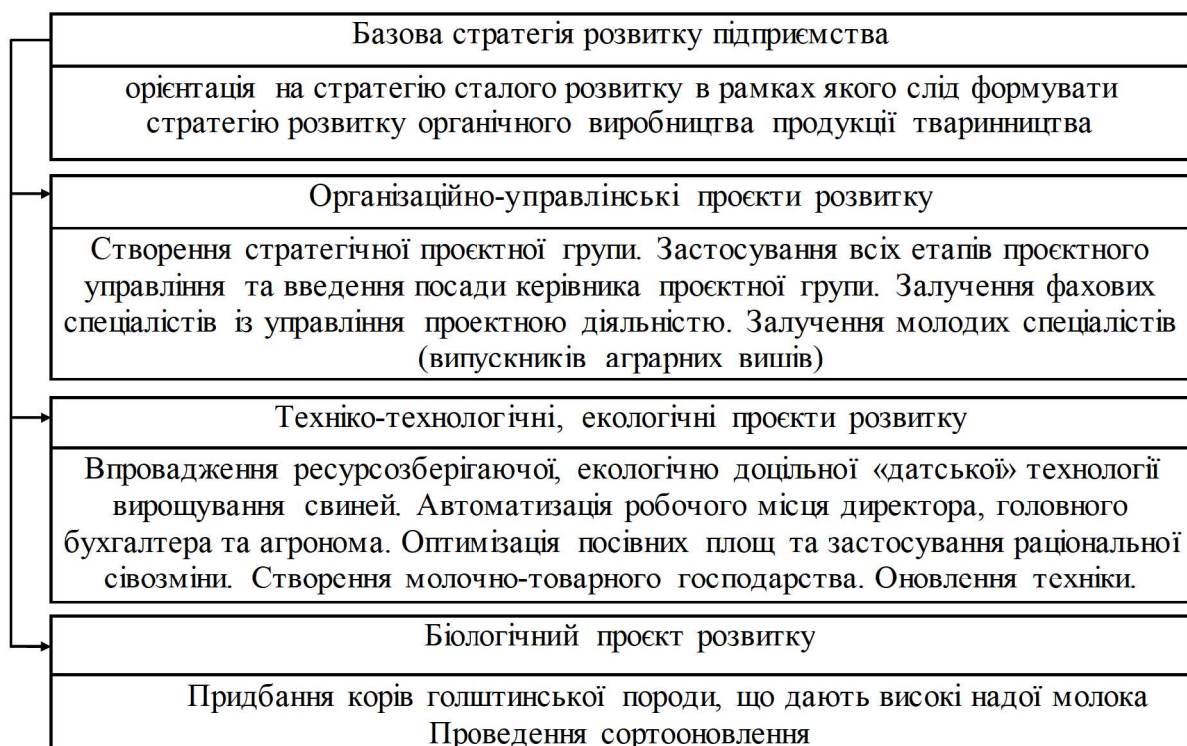 Базова стратегія розвитку підприємства
орієнтація на стратегію сталого розвитку в рамках якого слід формувати
стратегію розвитку органічного виробництва продукції тваринництва
Організаційно-управлінські проєкти розвитку
Створення стратегічної проєктної групи. Застосування всіх етапів проєктного
управління та введення посади керівника проєктної групи. Залучення фахових
спеціалістів із управління проектною діяльністю. Залучення молодих спеціалістів
(випускників аграрних вишів)
Техніко-технологічні, екологічні проєкти розвитку
Впровадження ресурсозберігаючої, екологічно доцільної «датської» технології
вирощування свиней. Автоматизація робочого місця директора, головного
бухгалтера та агронома. Оптимізація посівних площ та застосування раціональної
сівозміни. Створення молочно-товарного господарства. Оновлення техніки.
Біологічний проєкт розвитку
Придбання корів голштинської породи, що дають високі надої молока
Проведення сортооновлення